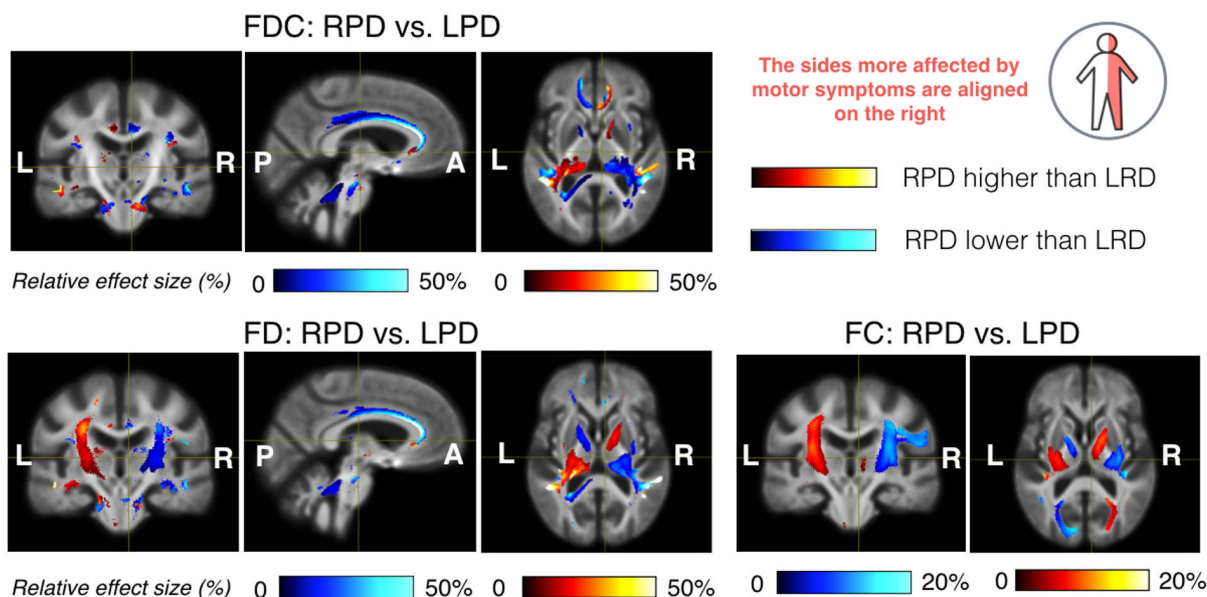 FDC: RPD vs. LPD
L R P A L R
Relative effect size (%) 0 50% 0 50%
The sides more affected by
motor symptoms are aligned
on the right
RPD higher than LRD
RPD lower than LRD
FD: RPD vs. LPD
L R P A L R
Relative effect size (%) 0 50% 0 50%
FC: RPD vs. LPD
L R L R
0 20% 0 20%